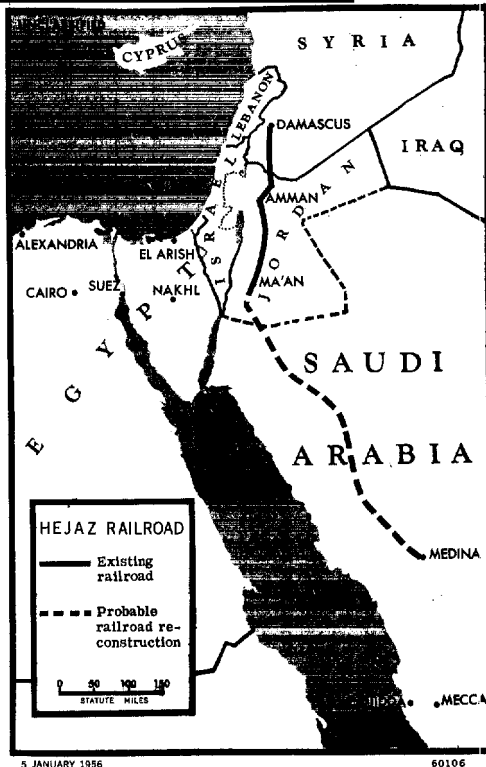 CYPRUS
SYRIA
LEBANON
DAMASCUS
IRAQ
ISRAEL
AMMAN
JORDAN
ALEXANDRIA
EL ARISH
MA'AN
CAIRO
SUEZ
NAKHL
EGYPT
SAUDI
ARABIA
MEDINA
HEJAZ RAILROAD
Existing
railroad
Probable
railroad re-
construction
0 50 100 150
STATUTE MILES
MECCA
5 JANUARY 1956
60106